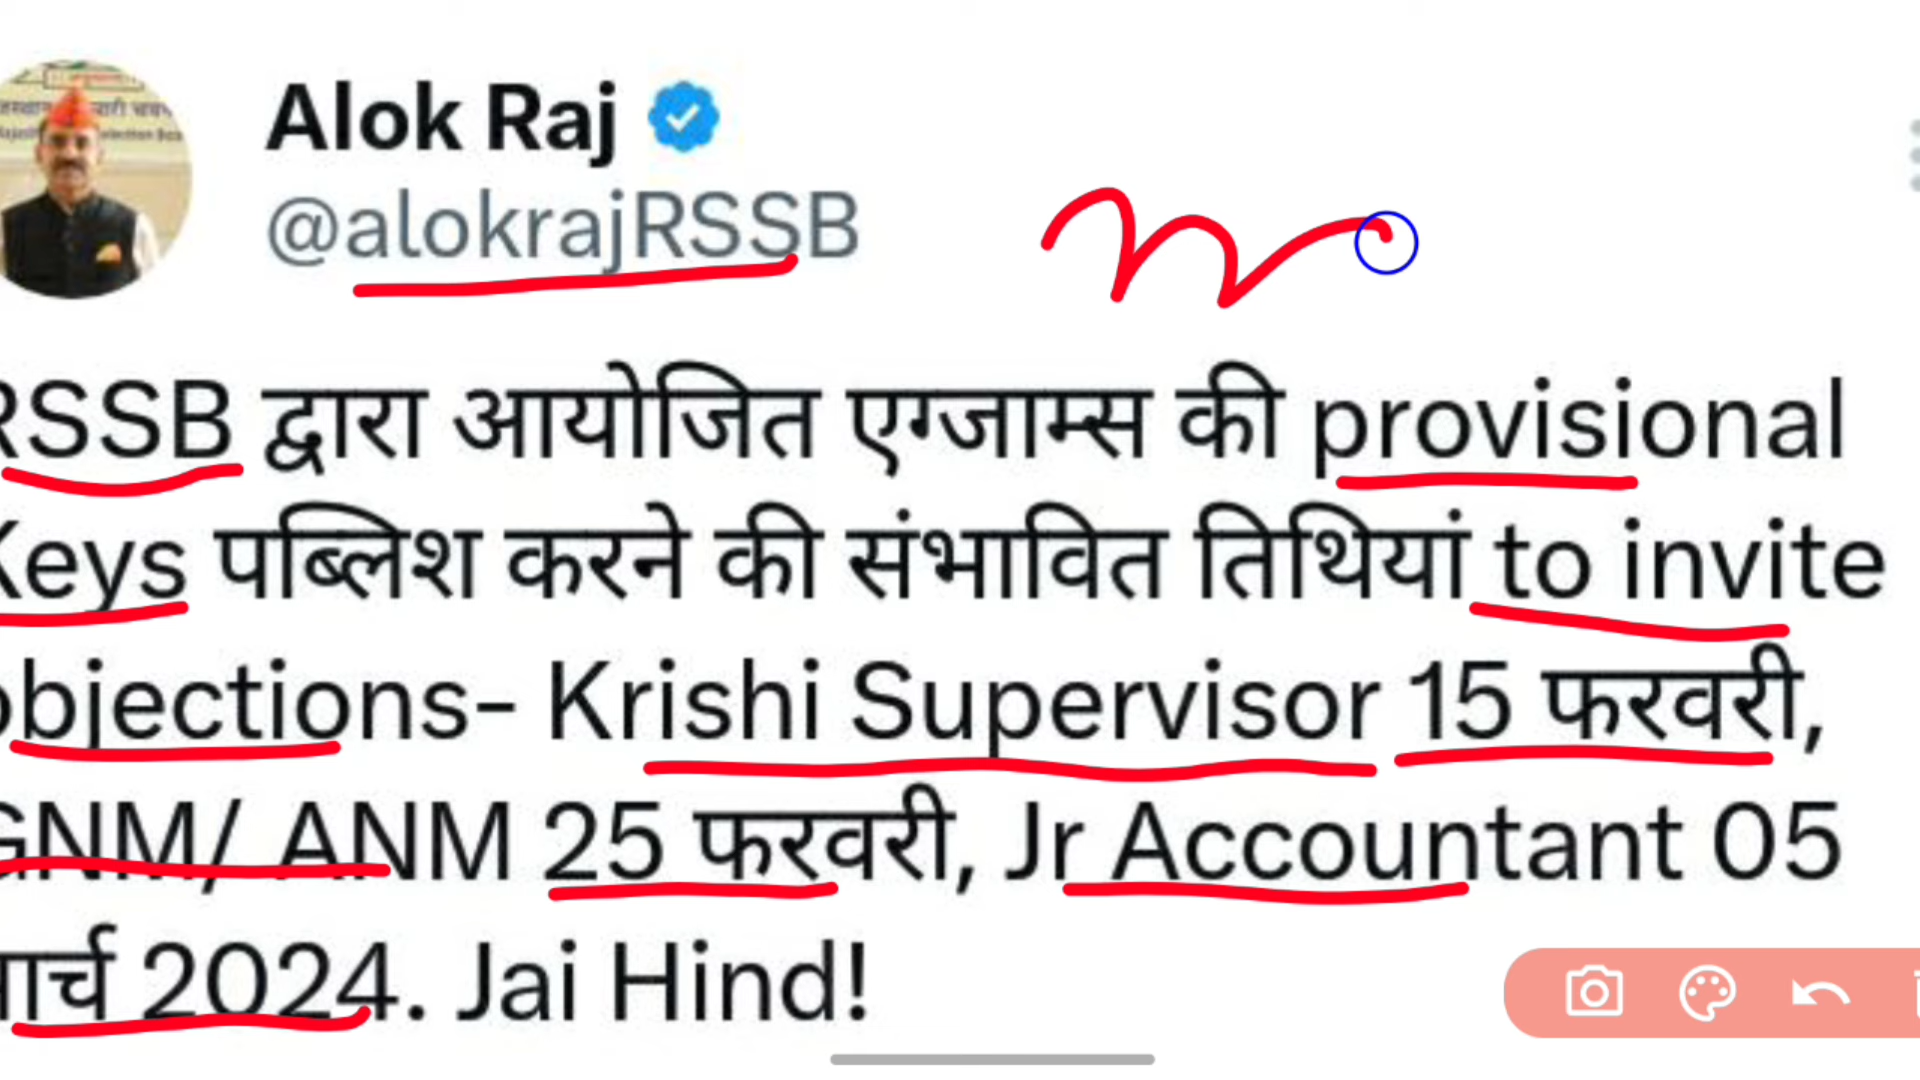 Alok Raj
@alokrajRSSB
RSSB द्वारा आयोजित एग्जाम्स की provisional
Keys पब्लिश करने की संभावित तिथियां to invite
objections- Krishi Supervisor 15 फरवरी,
GNM/ ANM 25 फरवरी, Jr Accountant 05
मार्च 2024. Jai Hind!